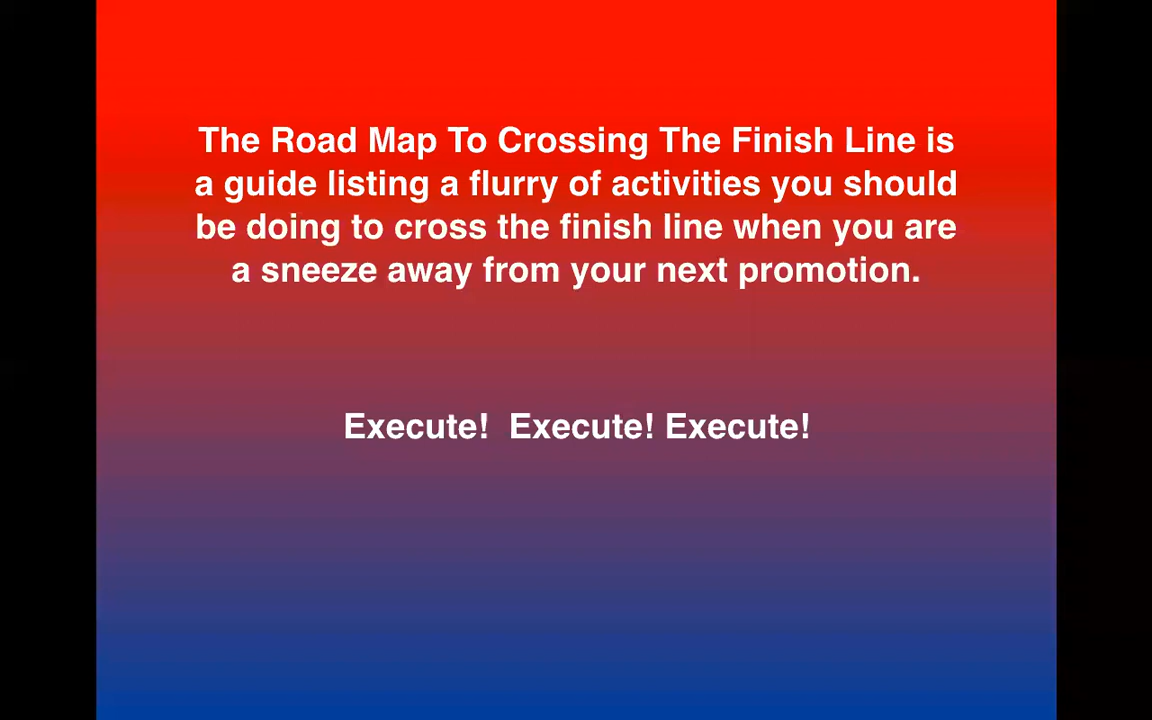 The Road Map To Crossing The Finish Line is
a guide listing a flurry of activities you should
be doing to cross the finish line when you are
a sneeze away from your next promotion.
Execute!  Execute! Execute!